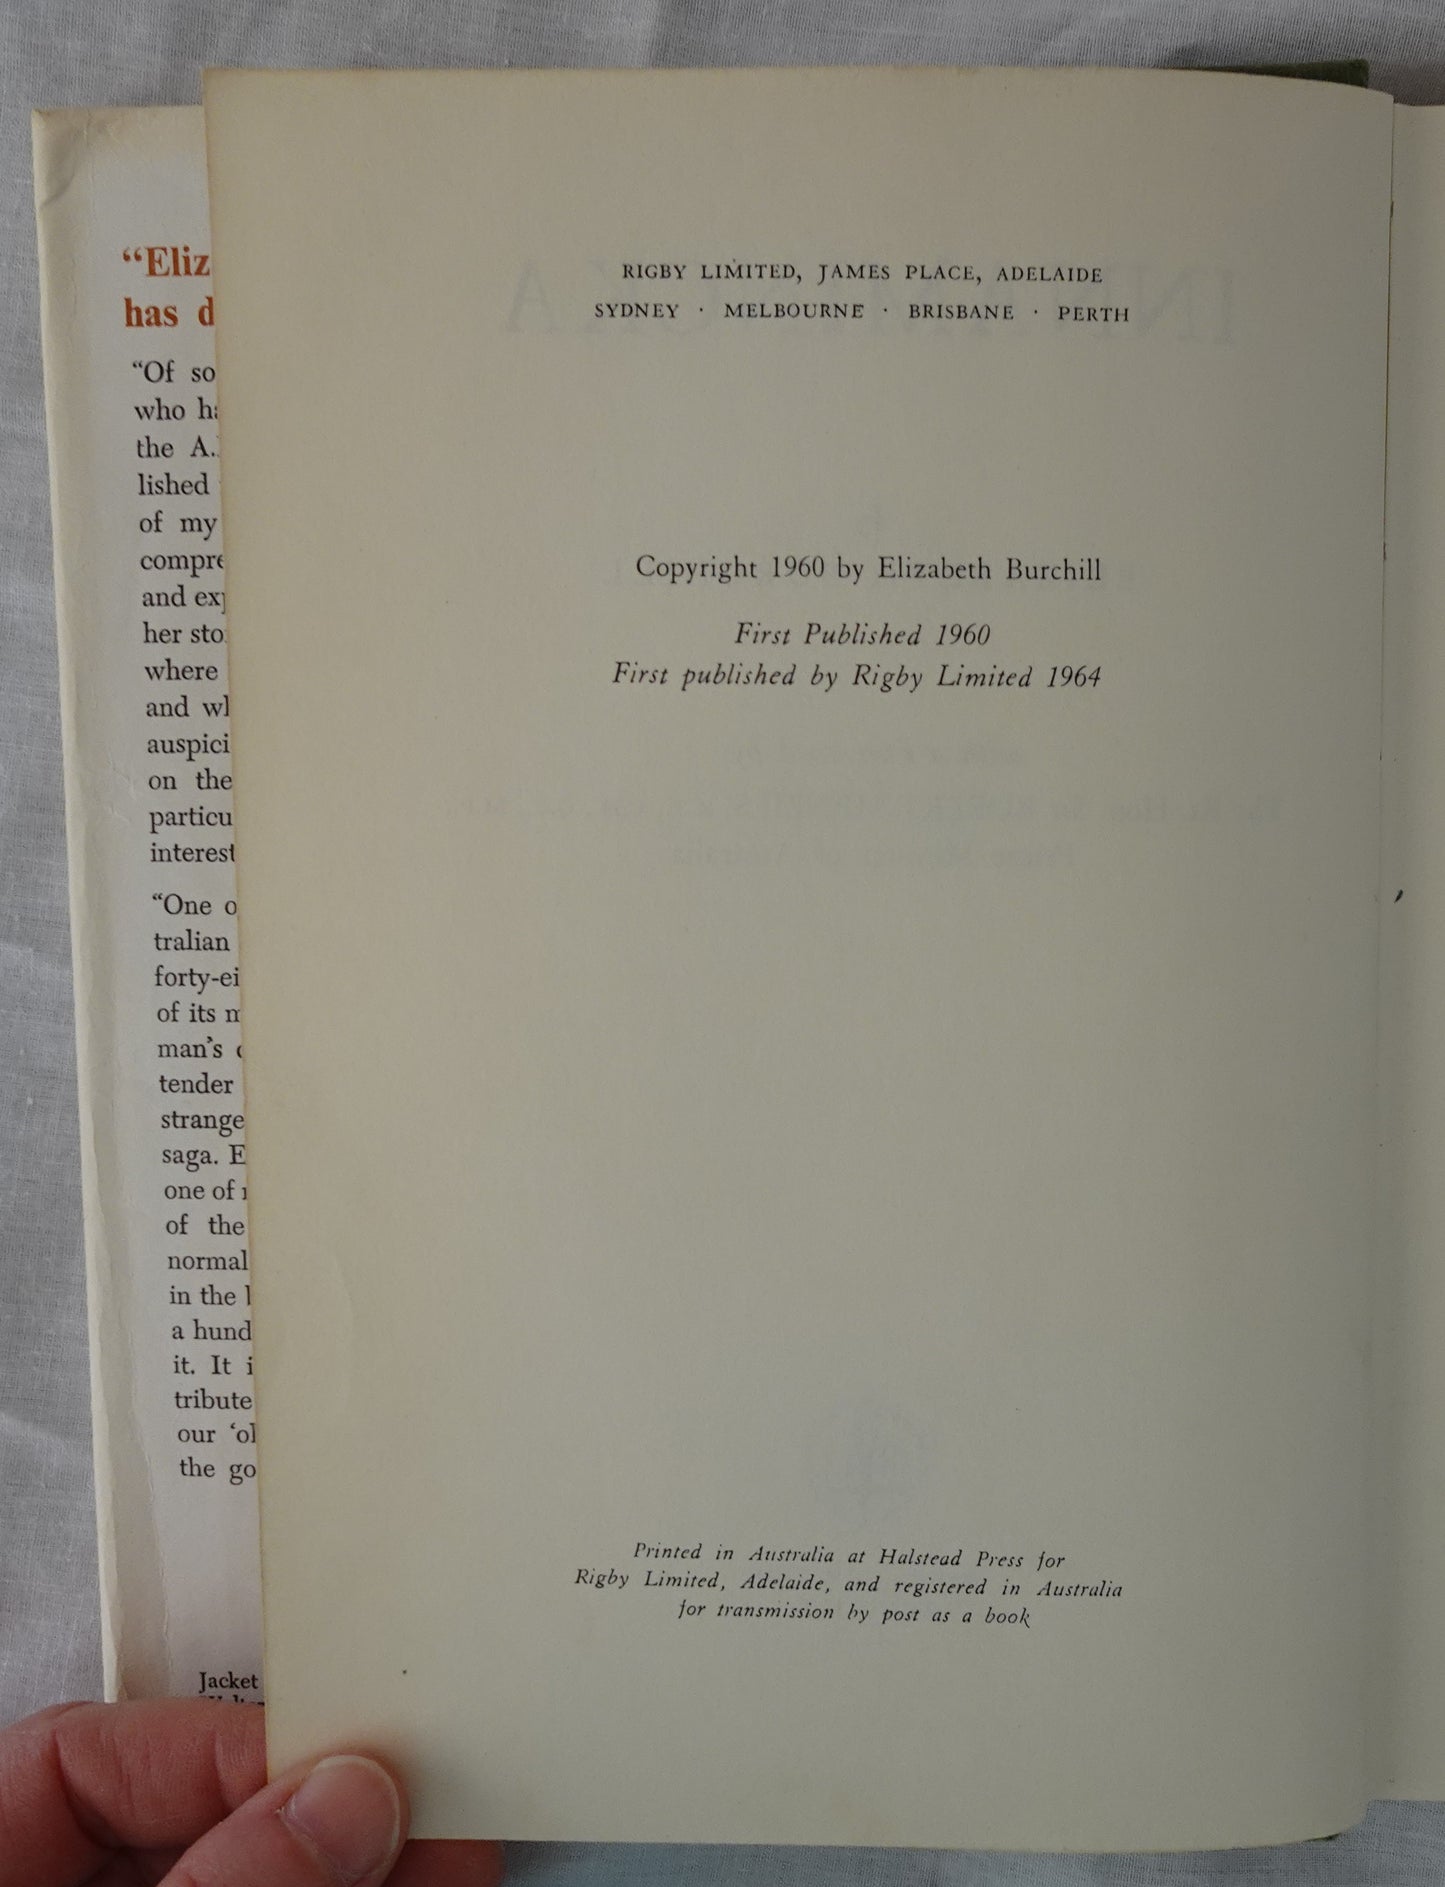 "Eliz
has d
"Of so
who ha
the A.
lished
of my
compre
and exp
her sto
where
and wh
auspici
on the
particu
interest
"One o
tralian
forty-ei
of its m
man's
tender
strange
saga. E
one of
of the
normal
in the
a hund
it. It i
tribute
our 'ol
the go
Jacket
RIGBY LIMITED, JAMES PLACE, ADELAIDE
SYDNEY · MELBOURNE · BRISBANE · PERTH
Copyright 1960 by Elizabeth Burchill
First Published 1960
First published by Rigby Limited 1964
Printed in Australia at Halstead Press for
Rigby Limited, Adelaide, and registered in Australia
for transmission by post as a book